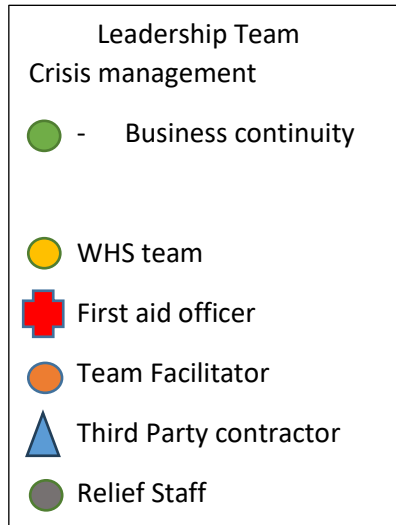 Leadership Team
Crisis management
- Business continuity
WHS team
First aid officer
Team Facilitator
Third Party contractor
Relief Staff